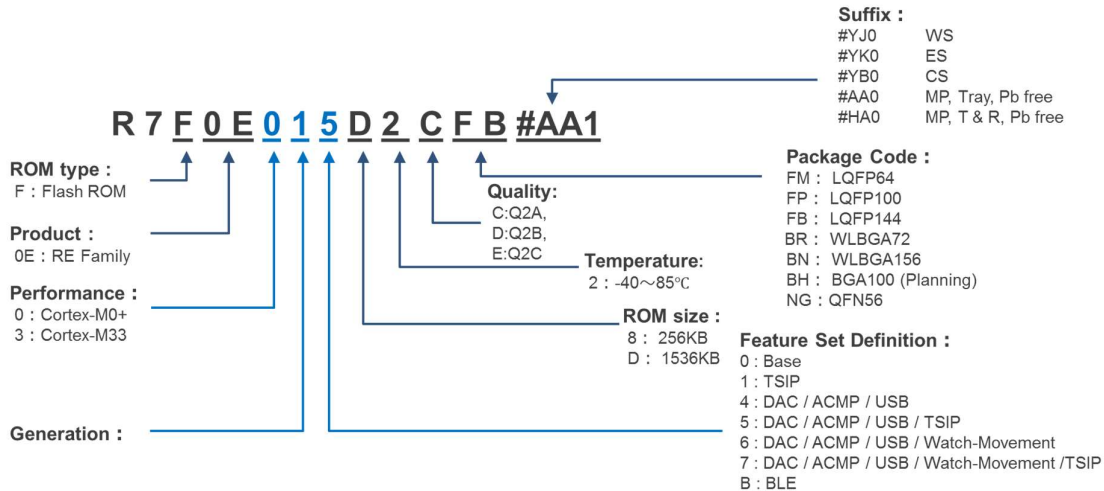 Suffix :
#YJ0 WS
#YK0 ES
#YB0 CS
#AA0 MP, Tray, Pb free
#HA0 MP, T & R, Pb free
R 7 F 0 E 0 1 5 D 2 C F B #AA1
ROM type :
F : Flash ROM
Product :
0E : RE Family
Performance :
0 : Cortex-M0+
3 : Cortex-M33
Generation :
Quality:
C:Q2A,
D:Q2B,
E:Q2C
Temperature:
2 : -40～85℃
ROM size :
8 : 256KB
D : 1536KB
Package Code :
FM : LQFP64
FP : LQFP100
FB : LQFP144
BR : WLBGA72
BN : WLBGA156
BH : BGA100 (Planning)
NG : QFN56
Feature Set Definition :
0 : Base
1 : TSIP
4 : DAC / ACMP / USB
5 : DAC / ACMP / USB / TSIP
6 : DAC / ACMP / USB / Watch-Movement
7 : DAC / ACMP / USB / Watch-Movement /TSIP
B : BLE